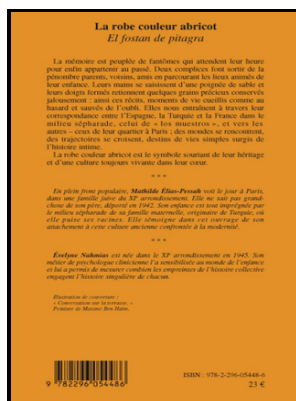 La robe couleur abricot
El fostan de pitagra
La mémoire est peuplée de fantômes qui attendent leur heure
pour enfin appartenir au passé. Deux complices font sortir de la
pénombre parents, voisins, amis en parcourant les lieux animés de
leur enfance. Leurs mains se saisissent d'une poignée de sable et
leurs doigts fermés retiennent quelques grains précieux conservés
jalousement : ainsi ces récits, moments de vie cueillis comme au
hasard et sauvés de l'oubli. Elles nous entraînent à travers leur
correspondance entre l'Espagne, la Turquie et la France dans le
milieu sépharade, celui de « los muestros », et vers les
autres – ceux de leur quartier à Paris ; des mondes se rencontrent,
des trajectoires se croisent, destins de vies simples surgis de
l'histoire intime.
La robe couleur abricot est le symbole souriant de leur héritage
et d'une culture toujours vivante dans leur cœur.
* * *
En plein front populaire, Mathilde Élias-Pessah voit le jour à Paris,
dans une famille juive du XIe arrondissement. Elle ne sait pas grand-
chose de son père, déporté en 1942. Son enfance est tout imprégnée par
le milieu sépharade de sa famille maternelle, originaire de Turquie, où
elle puise ses racines. Elle témoigne dans cet ouvrage de son
attachement à cette culture ancienne confrontée à la modernité.
* * *
Évelyne Nahmias est née dans le XIe arrondissement en 1945. Son
métier de psychologue clinicienne l'a sensibilisée au monde de l'enfance
et lui a permis de mesurer combien les empreintes de l'histoire collective
engagent l'histoire singulière de chacun.
Illustration de couverture :
« Conversation sur la terrasse. »
Peinture de Maxime Ben Haïm.
ISBN : 978-2-296-05448-6
23 €
9 782296 054486